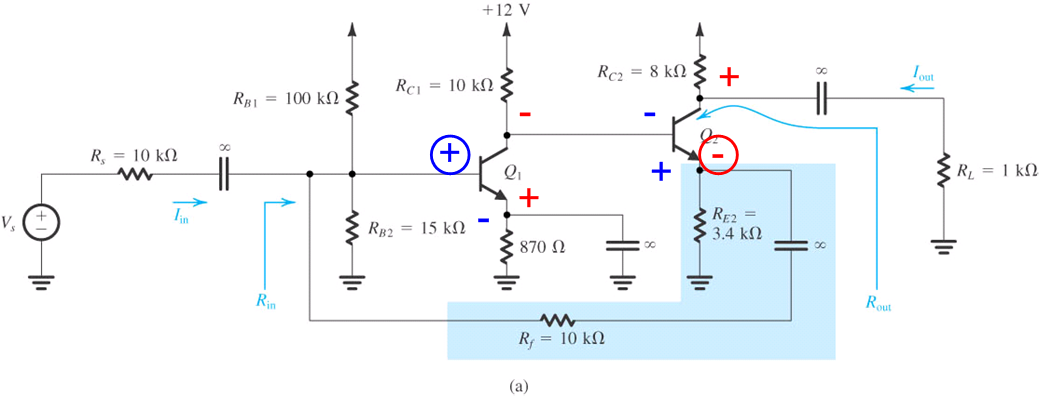 +12 V
R_C1 = 10 kΩ
R_C2 = 8 kΩ
+
∞
I_out
R_B1 = 100 kΩ
-
-
Q_2
R_s = 10 kΩ
∞
+
Q_1
-
+
R_L = 1 kΩ
I_in
+
-
V_s
+
-
R_B2 = 15 kΩ
870 Ω
∞
R_E2 =
3.4 kΩ
∞
R_in
R_out
R_f = 10 kΩ
(a)